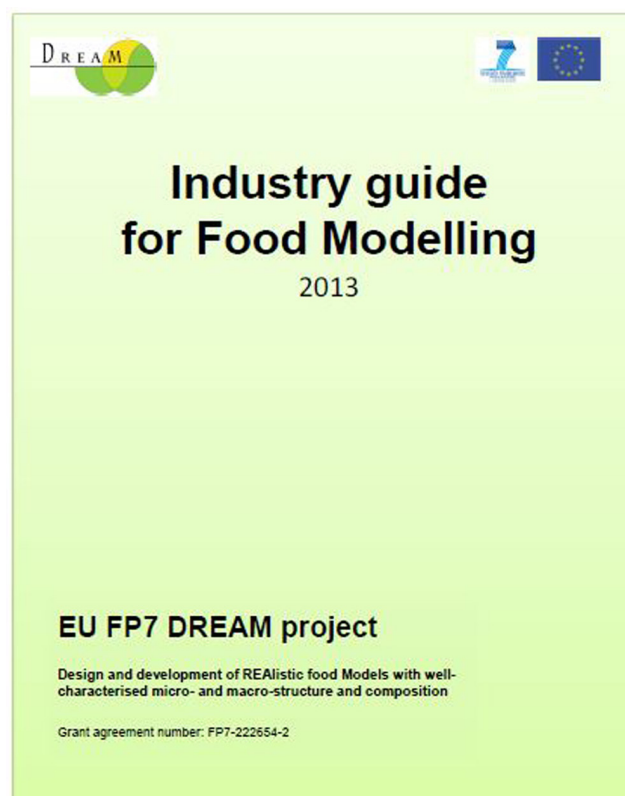 DREAM
7
Industry guide
for Food Modelling
2013
EU FP7 DREAM project
Design and development of REAlistic food Models with well-
characterised micro- and macro-structure and composition
Grant agreement number: FP7-222654-2